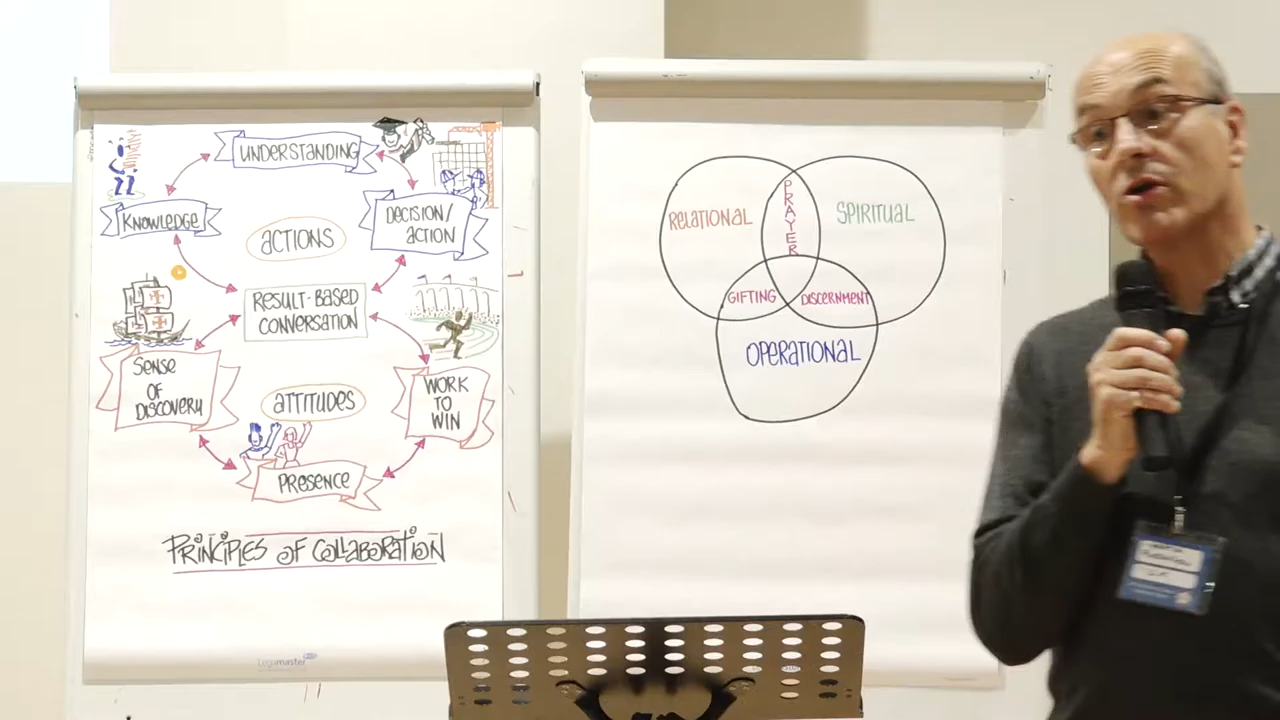 UNDERSTANDING
KNOWLEDGE
DECISION/
ACTION
ACTIONS
RESULT-BASED
CONVERSATION
SENSE
OF
DISCOVERY
ATTITUDES
WORK
TO
WIN
PRESENCE
PRINCIPLES OF COLLABORATION
Legamaster
RELATIONAL
PRAYER
SPIRITUAL
GIFTING
DISCERNMENT
OPERATIONAL